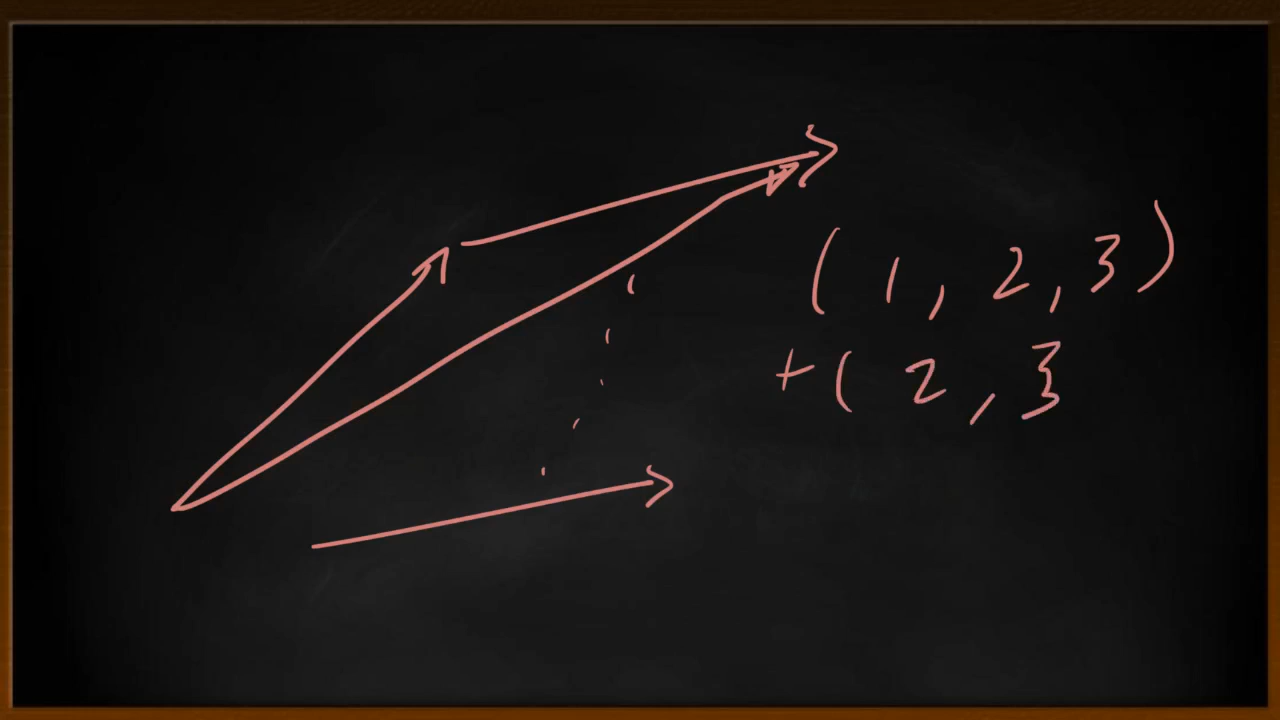 (1, 2, 3)
+(2, 3